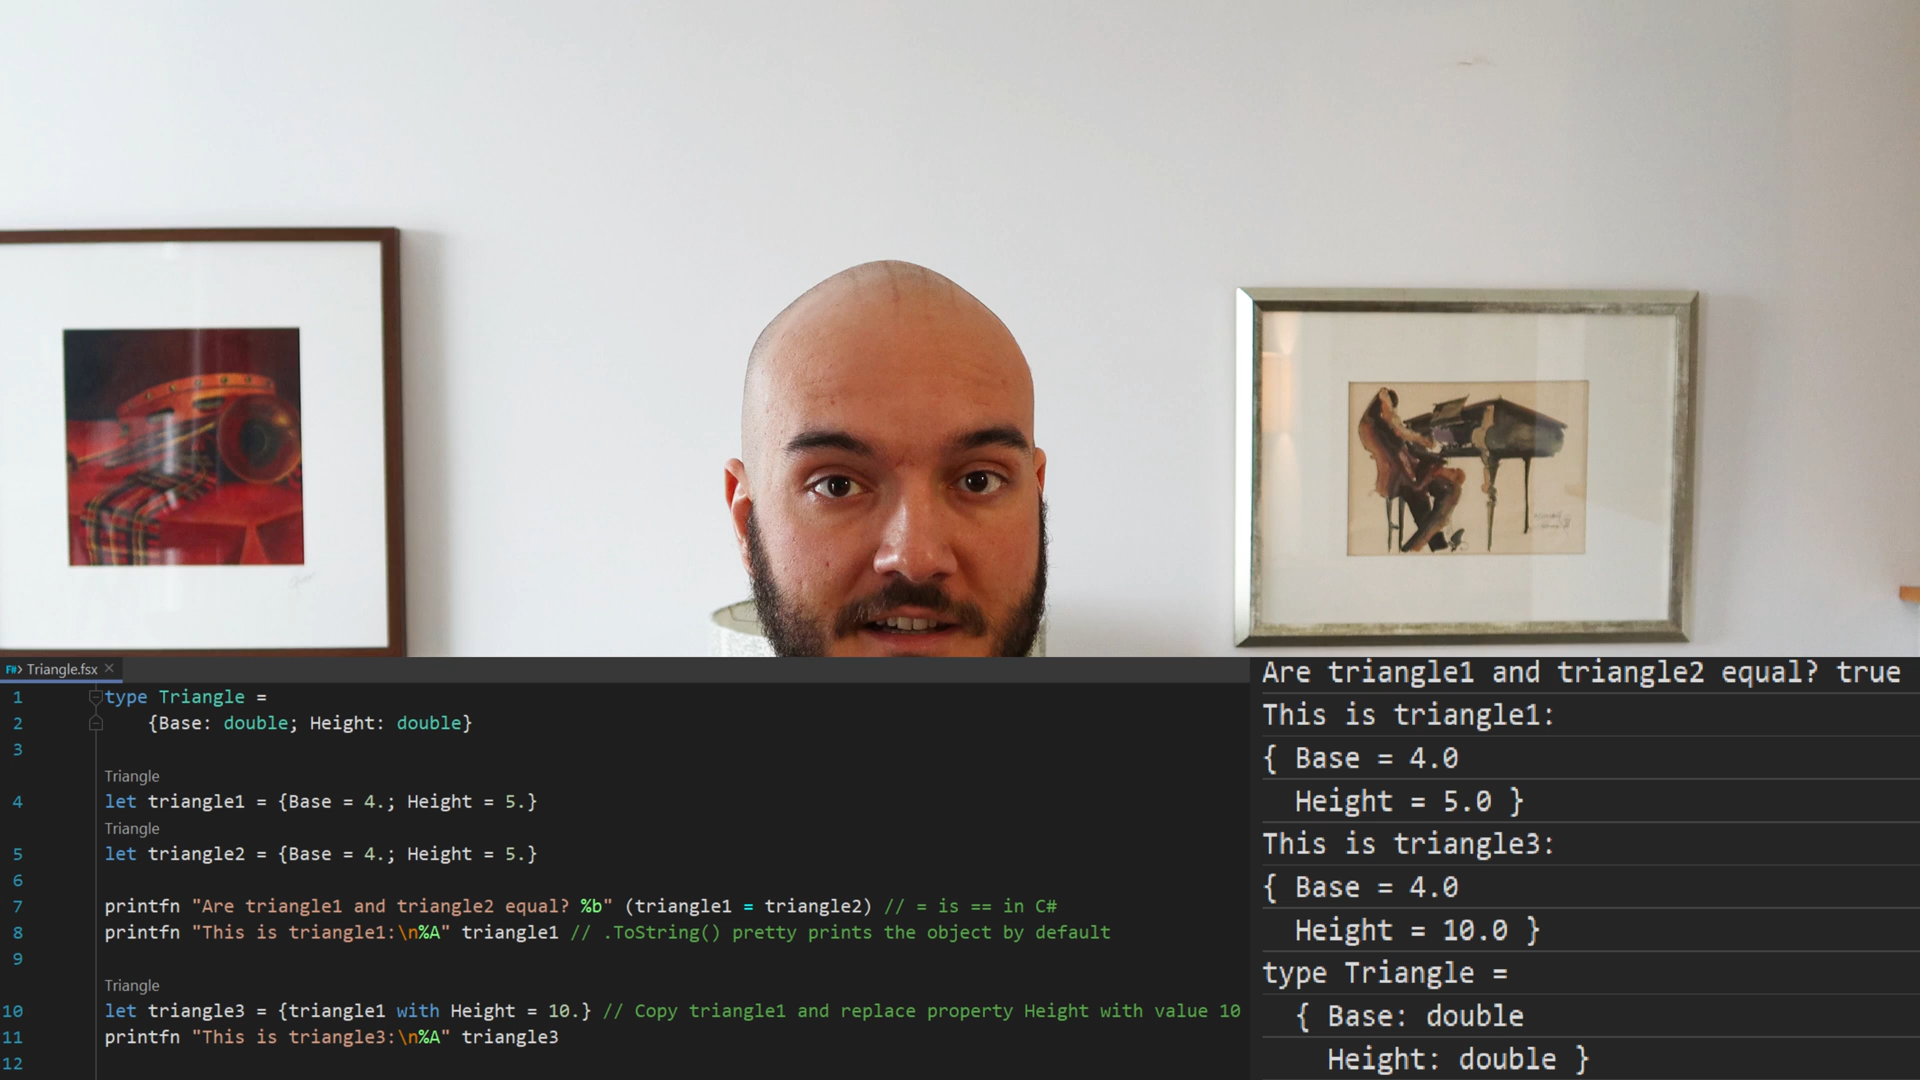 F#> Triangle.fsx ×
1 type Triangle =
2 {Base: double; Height: double}
3
Triangle
4 let triangle1 = {Base = 4.; Height = 5.}
Triangle
5 let triangle2 = {Base = 4.; Height = 5.}
6
7 printfn "Are triangle1 and triangle2 equal? %b" (triangle1 = triangle2) // = is == in C#
8 printfn "This is triangle1:\n%A" triangle1 // .ToString() pretty prints the object by default
9
Triangle
10 let triangle3 = {triangle1 with Height = 10.} // Copy triangle1 and replace property Height with value 10
11 printfn "This is triangle3:\n%A" triangle3
12
Are triangle1 and triangle2 equal? true
This is triangle1:
{ Base = 4.0
Height = 5.0 }
This is triangle3:
{ Base = 4.0
Height = 10.0 }
type Triangle =
{ Base: double
Height: double }